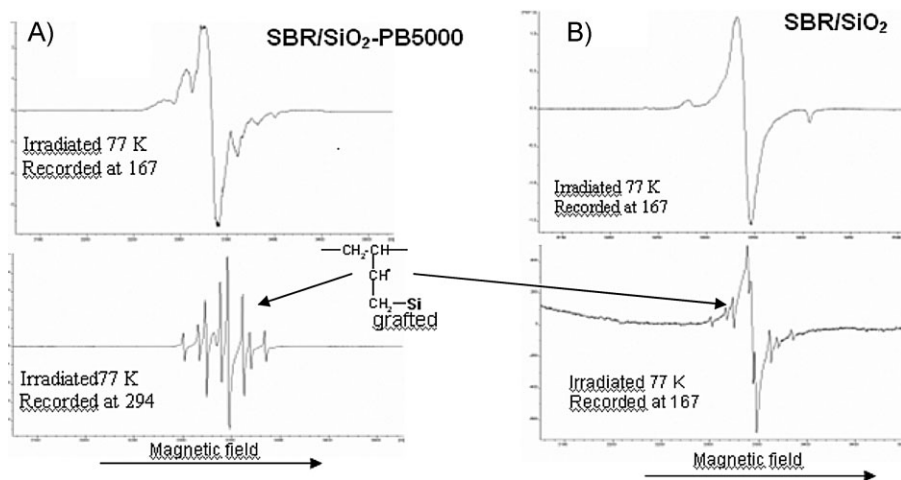 A)
SBR/SiO₂-PB5000
Irradiated 77 K
Recorded at 167
Irradiated77 K
Recorded at 294
Magnetic field
—CH₂-CH—
CH•
CH₂—Si
grafted
B)
SBR/SiO₂
Irradiated 77 K
Recorded at 167
Irradiated 77 K
Recorded at 167
Magnetic field